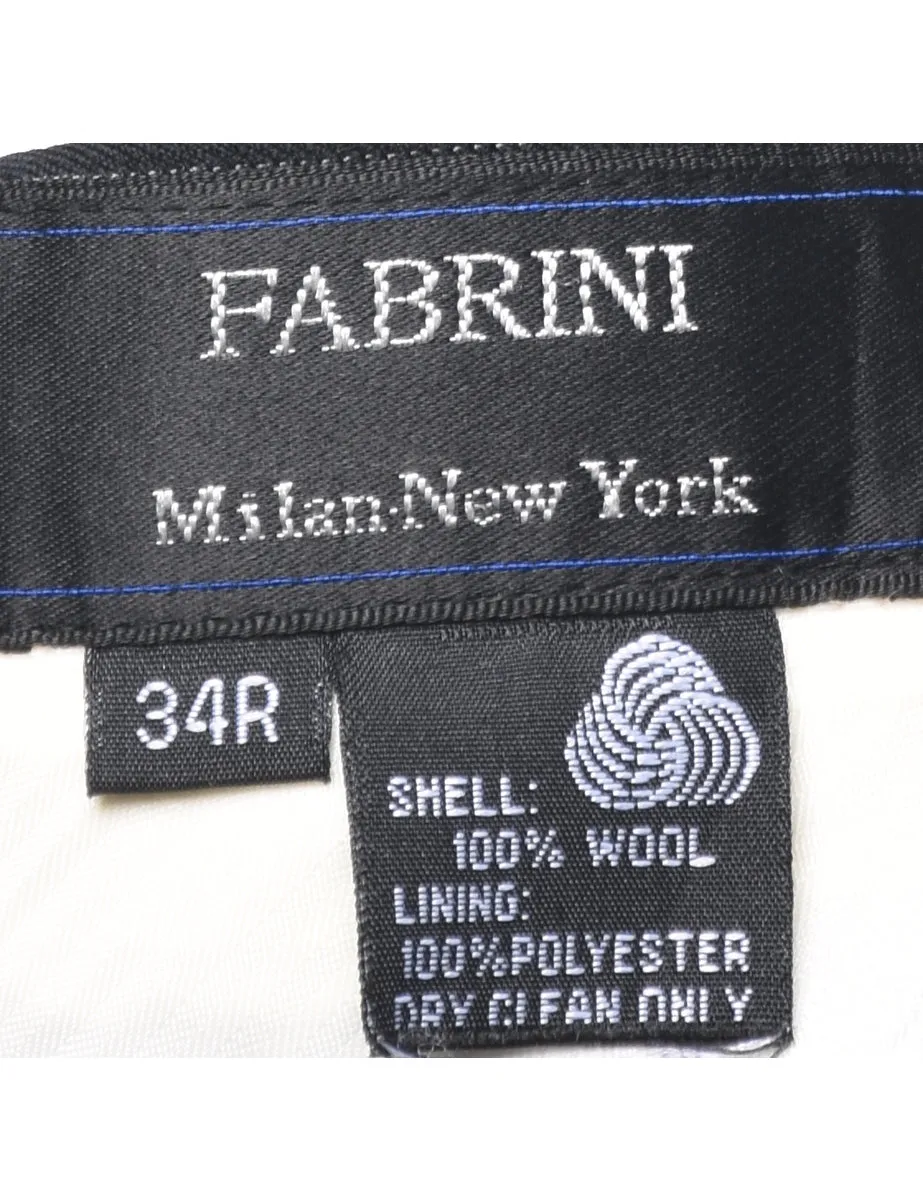 FABRINI
Milan·New York
34R
SHELL:
100% WOOL
LINING:
100% POLYESTER
DRY CLEAN ONLY